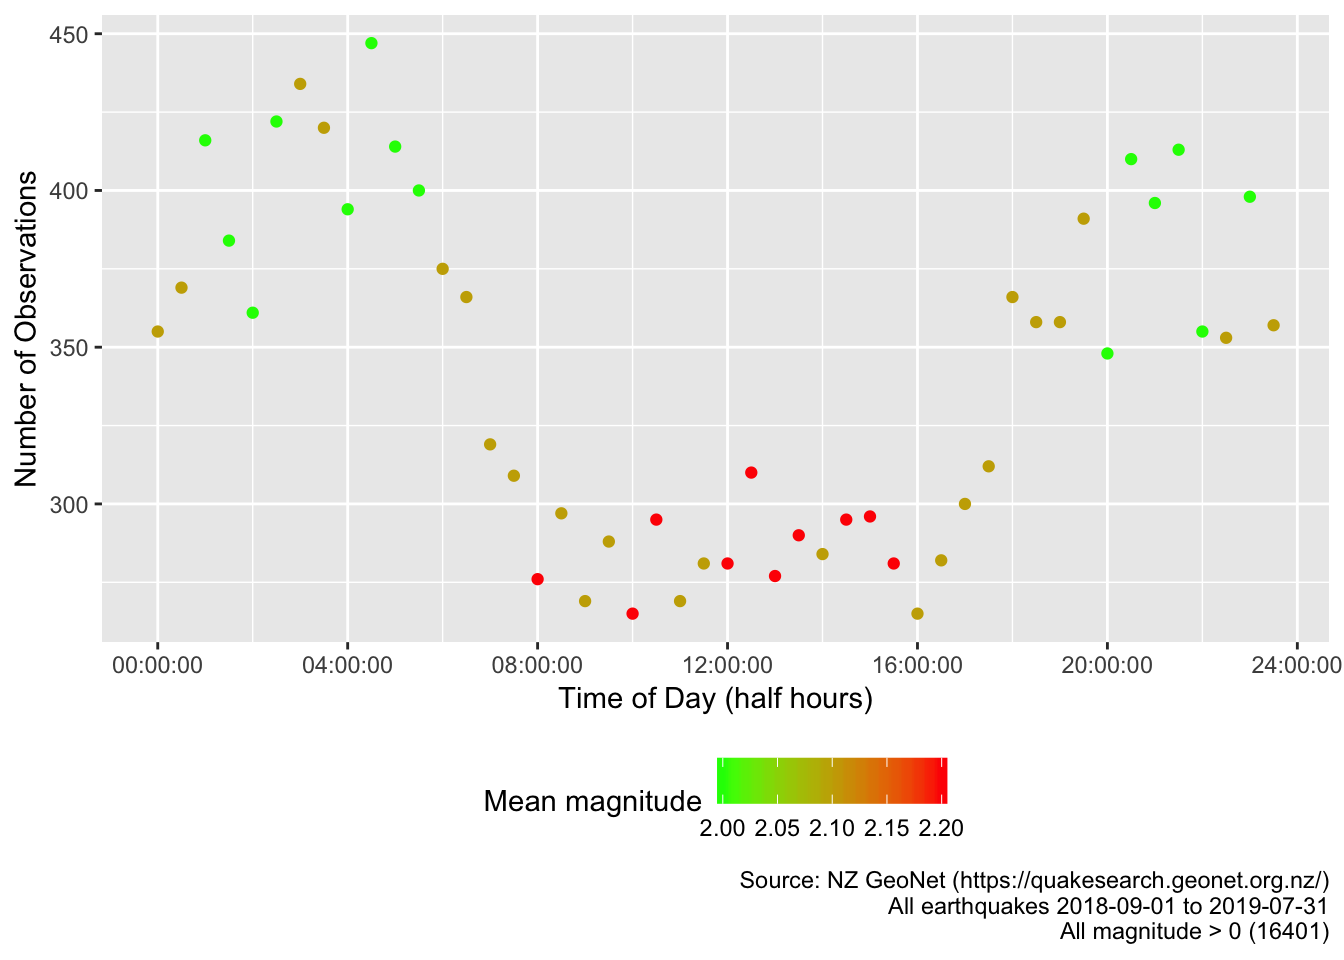 450
400
350
300
Number of Observations
00:00:00 04:00:00 08:00:00 12:00:00 16:00:00 20:00:00 24:00:00
Time of Day (half hours)
Mean magnitude
2.00 2.05 2.10 2.15 2.20
Source: NZ GeoNet (https://quakesearch.geonet.org.nz/)
All earthquakes 2018-09-01 to 2019-07-31
All magnitude > 0 (16401)